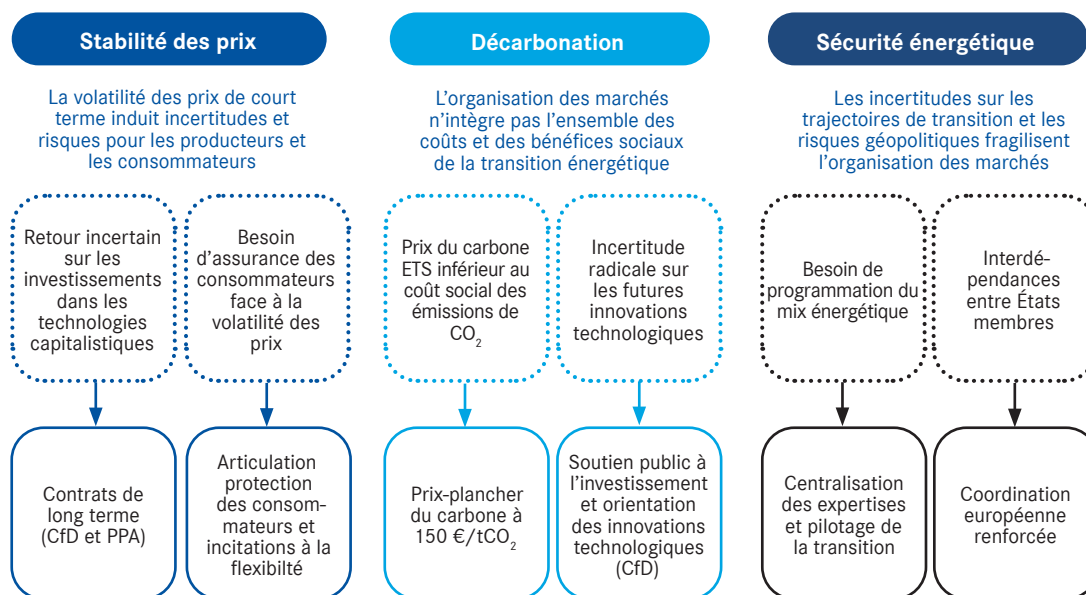 Stabilité des prix
La volatilité des prix de court
terme induit incertitudes et
risques pour les producteurs et
les consommateurs
Retour incertain
sur les
investissements
dans les
technologies
capitalistiques
Besoin
d'assurance des
consommateurs
face à la
volatilité des
prix
Contrats de
long terme
(CfD et PPA)
Articulation
protection
des consom-
mateurs et
incitations à la
flexibilté
Décarbonation
L'organisation des marchés
n'intègre pas l'ensemble des
coûts et des bénéfices sociaux
de la transition énergétique
Prix du carbone
ETS inférieur au
coût social des
émissions de
CO₂
Incertitude
radicale sur
les futures
innovations
technologiques
Prix-plancher
du carbone à
150 €/tCO₂
Soutien public à
l'investissement
et orientation
des innovations
technologiques
(CfD)
Sécurité énergétique
Les incertitudes sur les
trajectoires de transition et les
risques géopolitiques fragilisent
l'organisation des marchés
Besoin de
programmation du
mix énergétique
Interdé-
pendances
entre États
membres
Centralisation
des expertises
et pilotage de
la transition
Coordination
européenne
renforcée